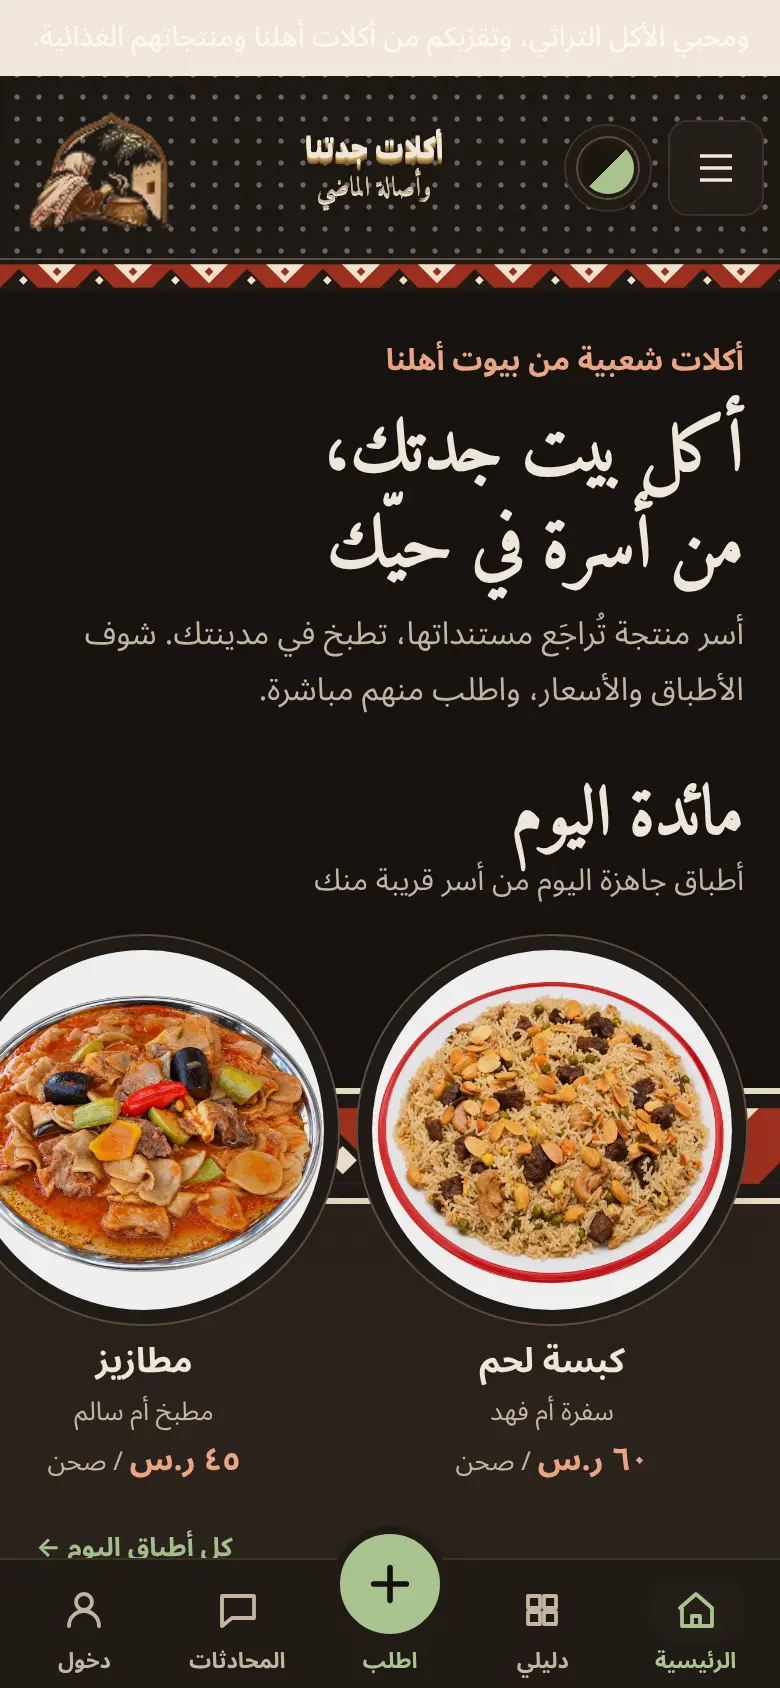 ومحبي الأكل التراثي، وتقرّبكم من أكلات أهلنا ومنتجاتهم الغذائية.
أكلات جدتنا
وأصالة الماضي
أكلات شعبية من بيوت أهلنا
أكل بيت جدتك،
من أسرة في حيّك
أسر منتجة تُراجَع مستنداتها، تطبخ في مدينتك. شوف
الأطباق والأسعار، واطلب منهم مباشرة.
مائدة اليوم
أطباق جاهزة اليوم من أسر قريبة منك
كبسة لحم
سفرة أم فهد
٦٠ ر.س / صحن
مطازيز
مطبخ أم سالم
٤٥ ر.س / صحن
كل أطباق اليوم ←
الرئيسية
دليلي
اطلب
المحادثات
دخول